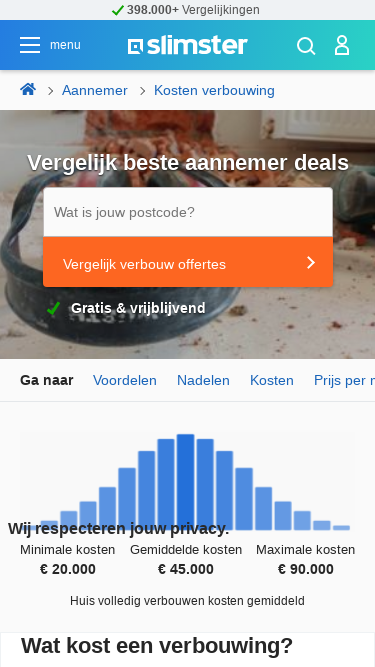 398.000+ Vergelijkingen
menu
slimster
Aannemer
Kosten verbouwing
Vergelijk beste aannemer deals
Wat is jouw postcode?
Vergelijk verbouw offertes
Gratis & vrijblijvend
Ga naar Voordelen Nadelen Kosten Prijs per
Wij respecteren jouw privacy.
Minimale kosten Gemiddelde kosten Maximale kosten
€ 20.000 € 45.000 € 90.000
Huis volledig verbouwen kosten gemiddeld
Wat kost een verbouwing?